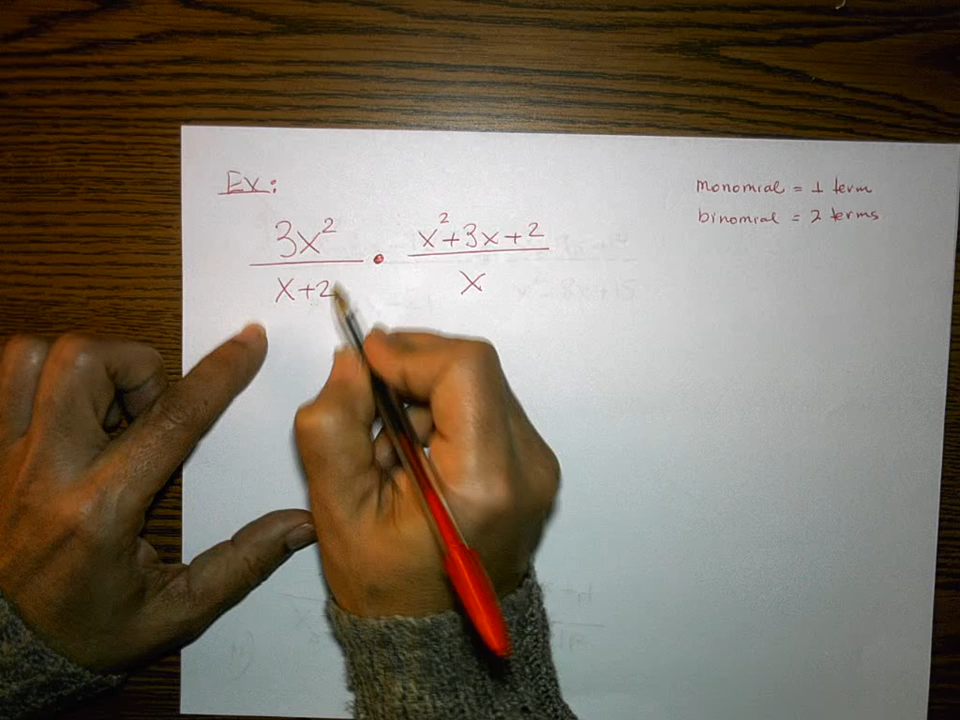 Ex:
monomial = 1 term
binomial = 2 terms
3x² / x+2 • x²+3x+2 / x